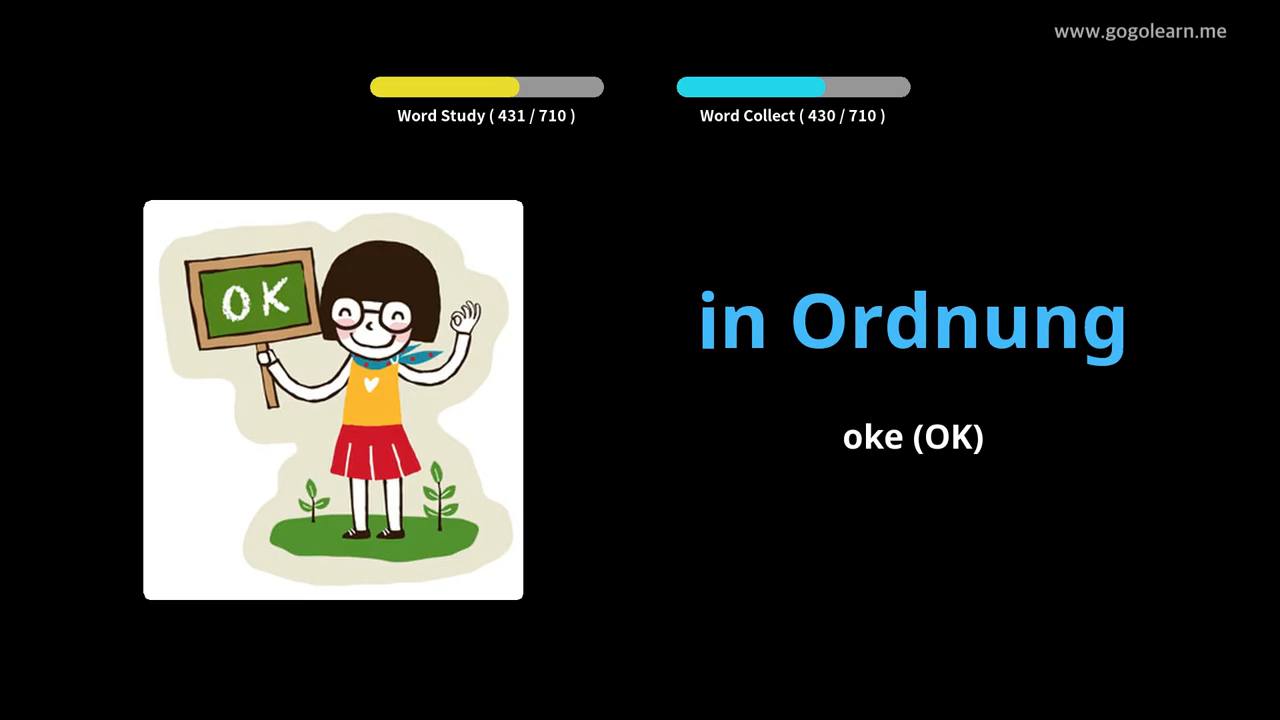 www.gogolearn.me
Word Study ( 431 / 710 )
Word Collect ( 430 / 710 )
OK
in Ordnung
oke (OK)